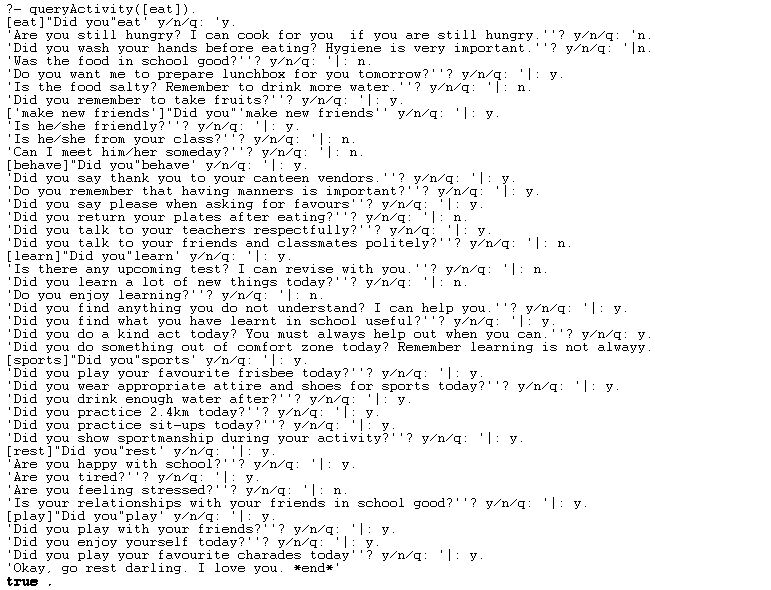 ?- queryActivity([eat]).
[eat]"Did you"eat' y/n/q: 'y.
'Are you still hungry? I can cook for you  if you are still hungry.''? y/n/q: 'n.
'Did you wash your hands before eating? Hygiene is very important.''? y/n/q: '|n.
'Was the food in school good?''? y/n/q: '|: n.
'Do you want me to prepare lunchbox for you tomorrow?''? y/n/q: '|: y.
'Is the food salty? Remember to drink more water.''? y/n/q: '|: n.
'Did you remember to take fruits?''? y/n/q: '|: y.
['make new friends']"Did you"'make new friends'' y/n/q: '|: y.
'Is he/she friendly?''? y/n/q: '|: y.
'Is he/she from your class?''? y/n/q: '|: n.
'Can I meet him/her someday?''? y/n/q: '|: n.
[behave]"Did you"behave' y/n/q: '|: y.
'Did you say thank you to your canteen vendors.''? y/n/q: '|: y.
'Do you remember that having manners is important?''? y/n/q: '|: y.
'Did you say please when asking for favours''? y/n/q: '|: y.
'Did you return your plates after eating?''? y/n/q: '|: n.
'Did you talk to your teachers respectfully?''? y/n/q: '|: y.
'Did you talk to your friends and classmates politely?''? y/n/q: '|: n.
[learn]"Did you"learn' y/n/q: '|: y.
'Is there any upcoming test? I can revise with you.''? y/n/q: '|: n.
'Did you learn a lot of new things today?''? y/n/q: '|: n.
'Do you enjoy learning?''? y/n/q: '|: n.
'Did you find anything you do not understand? I can help you.''? y/n/q: '|: y.
'Did you find what you have learnt in school useful?''? y/n/q: '|: y.
'Did you do a kind act today? You must always help out when you can.''? y/n/q: y.
'Did you do something out of comfort zone today? Remember learning is not alwayy.
[sports]"Did you"sports' y/n/q: '|: y.
'Did you play your favourite frisbee today?''? y/n/q: '|: y.
'Did you wear appropriate attire and shoes for sports today?''? y/n/q: '|: y.
'Did you drink enough water after?''? y/n/q: '|: y.
'Did you practice 2.4km today?''? y/n/q: '|: y.
'Did you practice sit-ups today?''? y/n/q: '|: y.
'Did you show sportmanship during your activity?''? y/n/q: '|: y.
[rest]"Did you"rest' y/n/q: '|: y.
'Are you happy with school?''? y/n/q: '|: y.
'Are you tired?''? y/n/q: '|: y.
'Are you feeling stressed?''? y/n/q: '|: n.
'Is your relationships with your friends in school good?''? y/n/q: '|: y.
[play]"Did you"play' y/n/q: '|: y.
'Did you play with your friends?''? y/n/q: '|: y.
'Did you enjoy yourself today?''? y/n/q: '|: y.
'Did you play your favourite charades today''? y/n/q: '|: y.
'Okay, go rest darling. I love you. *end*'
true .